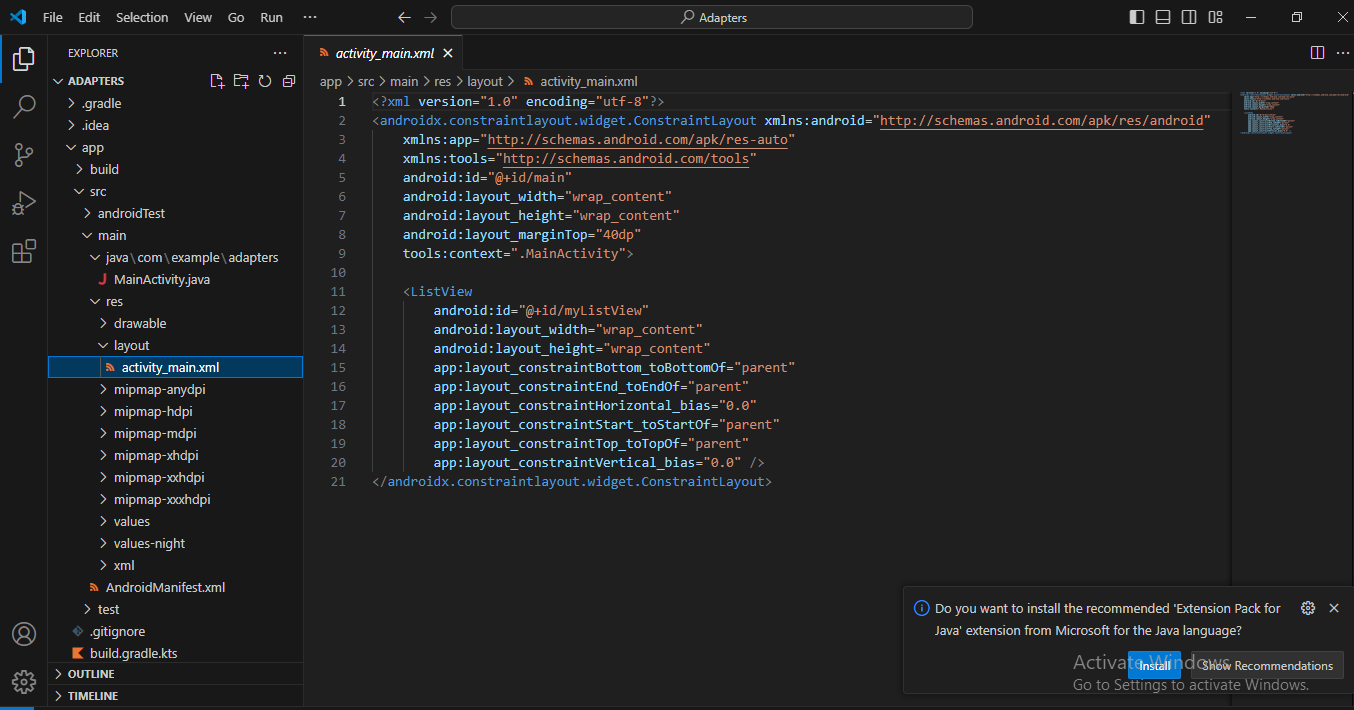 File Edit Selection View Go Run ··· Adapters
EXPLORER ···
ADAPTERS
.gradle
.idea
app
build
src
androidTest
main
java\com\example\adapters
MainActivity.java
res
drawable
layout
activity_main.xml
mipmap-anydpi
mipmap-hdpi
mipmap-mdpi
mipmap-xhdpi
mipmap-xxhdpi
mipmap-xxxhdpi
values
values-night
xml
AndroidManifest.xml
test
.gitignore
build.gradle.kts
OUTLINE
TIMELINE
activity_main.xml
app > src > main > res > layout > activity_main.xml
1 <?xml version="1.0" encoding="utf-8"?>
2 <androidx.constraintlayout.widget.ConstraintLayout xmlns:android="http://schemas.android.com/apk/res/android"
3 xmlns:app="http://schemas.android.com/apk/res-auto"
4 xmlns:tools="http://schemas.android.com/tools"
5 android:id="@+id/main"
6 android:layout_width="wrap_content"
7 android:layout_height="wrap_content"
8 android:layout_marginTop="40dp"
9 tools:context=".MainActivity">
10
11 <ListView
12 android:id="@+id/myListView"
13 android:layout_width="wrap_content"
14 android:layout_height="wrap_content"
15 app:layout_constraintBottom_toBottomOf="parent"
16 app:layout_constraintEnd_toEndOf="parent"
17 app:layout_constraintHorizontal_bias="0.0"
18 app:layout_constraintStart_toStartOf="parent"
19 app:layout_constraintTop_toTopOf="parent"
20 app:layout_constraintVertical_bias="0.0" />
21 </androidx.constraintlayout.widget.ConstraintLayout>
Do you want to install the recommended 'Extension Pack for
Java' extension from Microsoft for the Java language?
Install Show Recommendations
Activate Windows
Go to Settings to activate Windows.